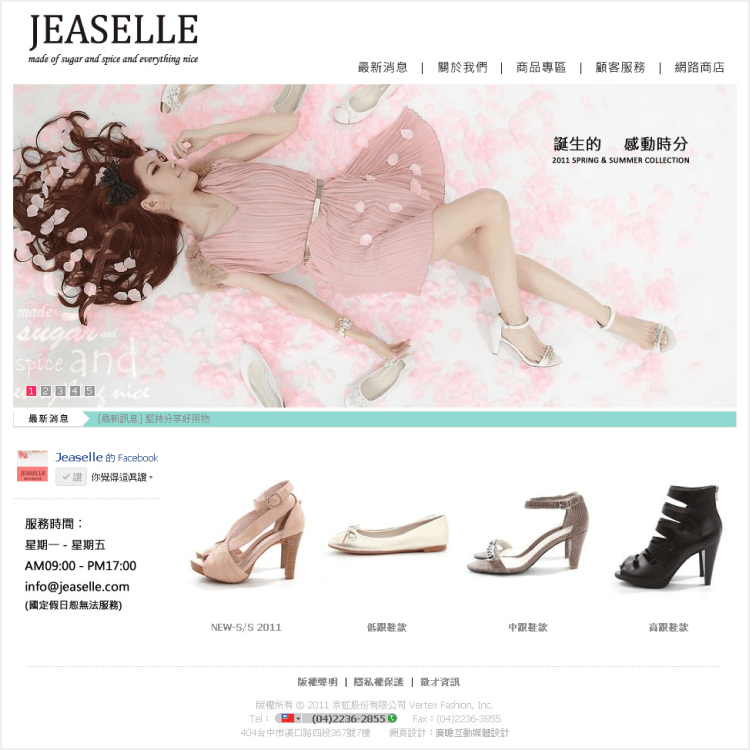 JEASELLE
made of sugar and spice and everything nice
最新消息 | 關於我們 | 商品專區 | 顧客服務 | 網路商店
誕生的 感動時分
2011 SPRING & SUMMER COLLECTION
made
sugar and
spice and
everything nice
1 2 3 4 5
最新消息 [最新訊息] 堅持分享好用物
Jeaselle 的 Facebook
JEASELLE
讚 你覺得這真讚。
服務時間：
星期一 - 星期五
AM09:00 - PM17:00
info@jeaselle.com
(國定假日恕無法服務)
NEW-S/S 2011 低跟鞋款 中跟鞋款 高跟鞋款
版權聲明 | 隱私權保護 | 徵才資訊
版權所有 © 2011 京虹股份有限公司 Vertex Fashion, Inc.
Tel： (04)2236-2855 Fax：(04)2236-3855
404台中市漢口路四段367號7樓 網頁設計：廣瞻互動媒體設計